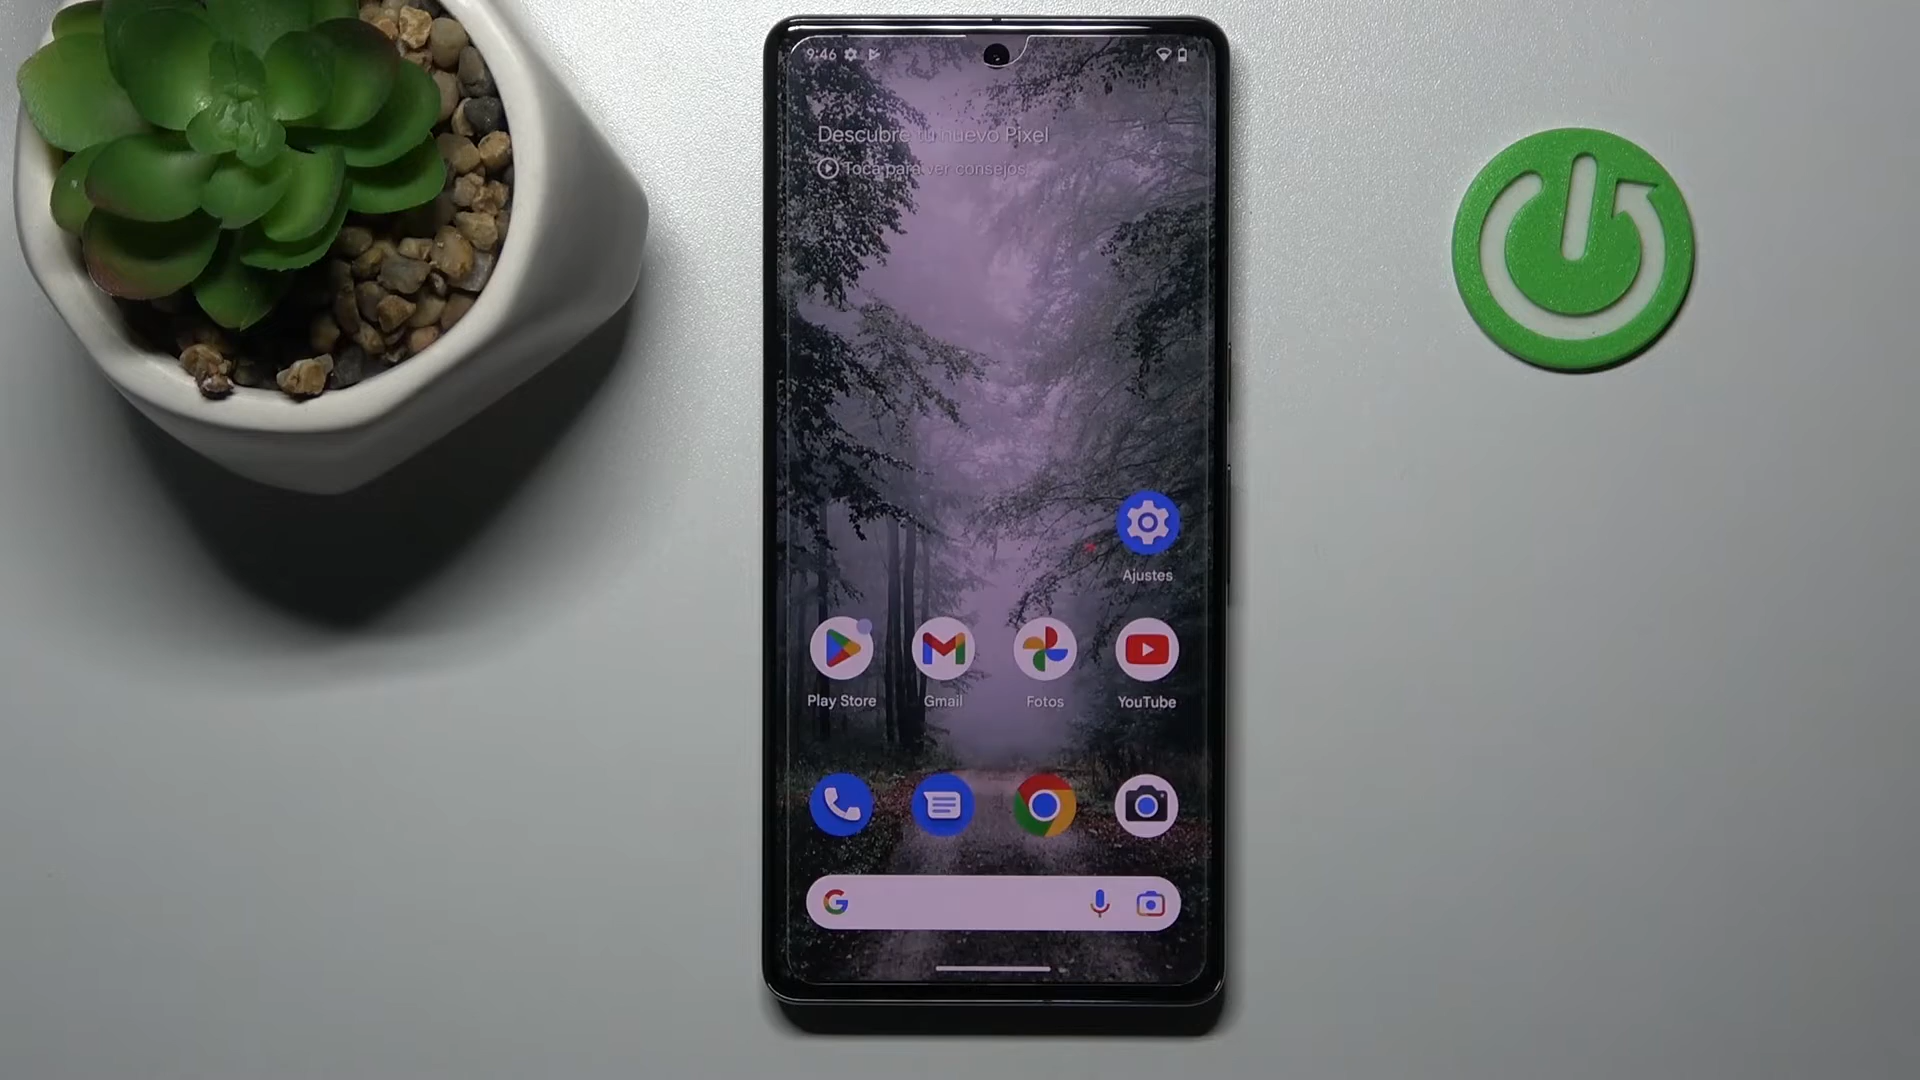 9:46
Descubre tu nuevo Pixel
Toca para ver consejos
Ajustes
Play Store
Gmail
Fotos
YouTube